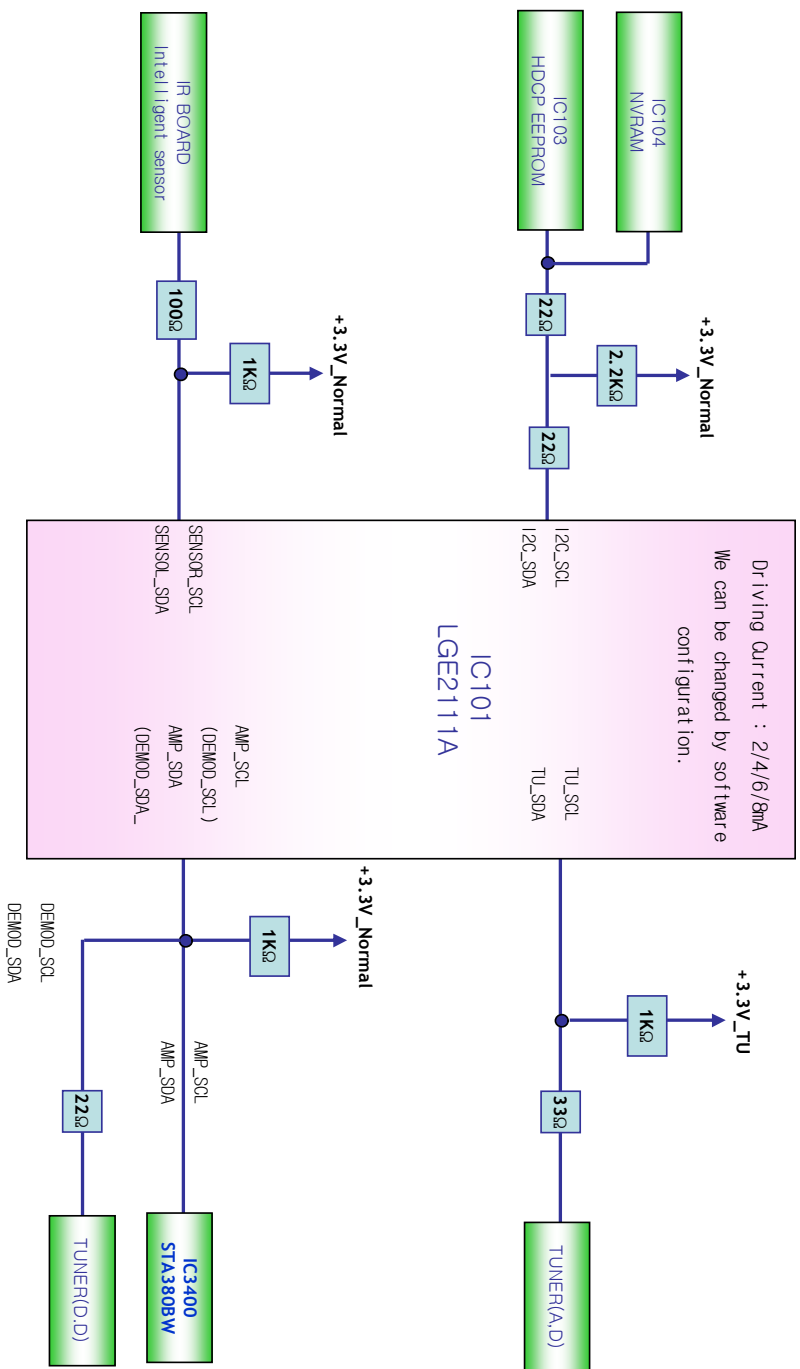 Driving Current : 2/4/6/8mA
We can be changed by software
configuration.
+3.3V_TU
+3.3V_Normal
IC104
NVRAM
2.2KΩ
1KΩ
IC103
HDCP EEPROM
22Ω
22Ω
I2C_SCL
I2C_SDA
TU_SCL
TU_SDA
33Ω
TUNER(A,D)
IC101
LGE2111A
+3.3V_Normal
+3.3V_Normal
1KΩ
1KΩ
IR BOARD
Intelligent sensor
100Ω
SENSOR_SCL
SENSOL_SDA
AMP_SCL
(DEMOD_SCL)
AMP_SDA
(DEMOD_SDA_
AMP_SCL
AMP_SDA
IC3400
STA380BW
22Ω
TUNER(D.D)
DEMOD_SCL
DEMOD_SDA